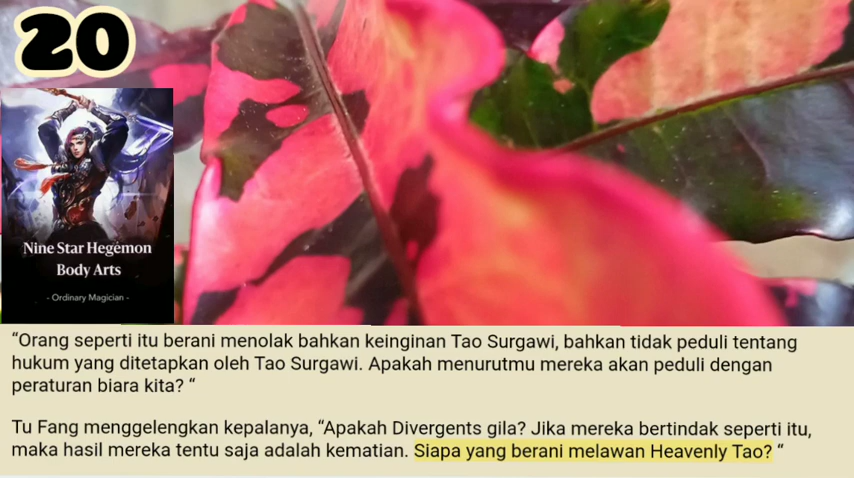 20
Nine Star Hegemon
Body Arts
- Ordinary Magician -
“Orang seperti itu berani menolak bahkan keinginan Tao Surgawi, bahkan tidak peduli tentang
hukum yang ditetapkan oleh Tao Surgawi. Apakah menurutmu mereka akan peduli dengan
peraturan biara kita? “
Tu Fang menggelengkan kepalanya, “Apakah Divergents gila? Jika mereka bertindak seperti itu,
maka hasil mereka tentu saja adalah kematian. Siapa yang berani melawan Heavenly Tao? “